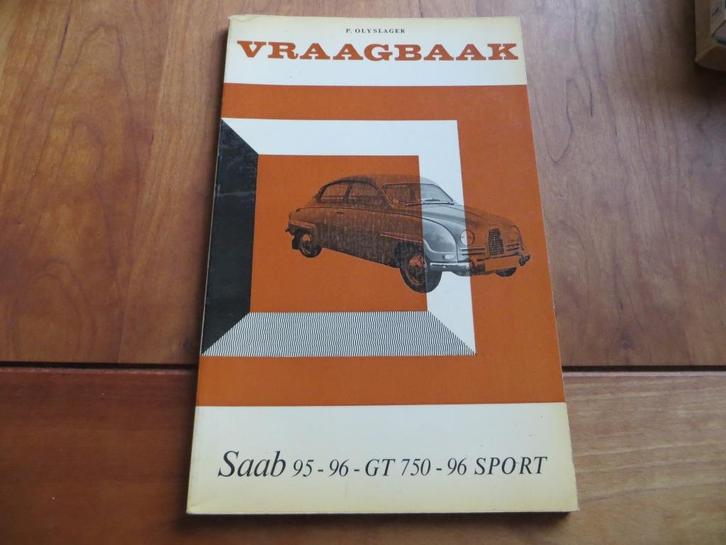 P. OLYSLAGER
VRAAGBAAK
Saab 95 - 96 - GT 750 - 96 SPORT